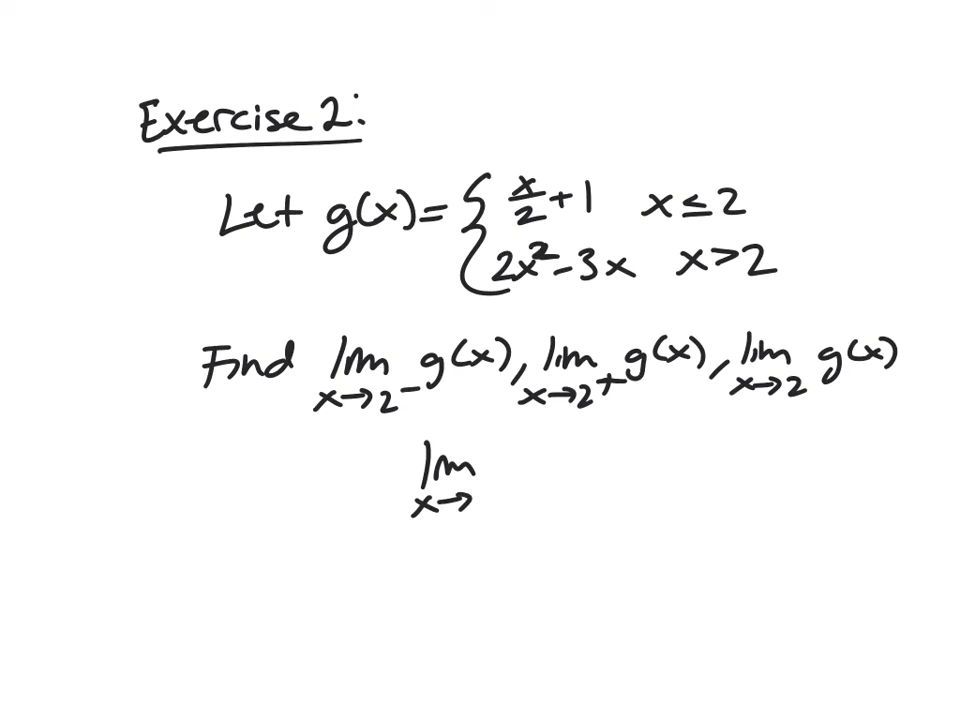 Exercise 2:
Let g(x) = { x/2 + 1 x ≤ 2
2x² - 3x x > 2
Find lim x→2- g(x), lim x→2+ g(x), lim x→2 g(x)
lim x→